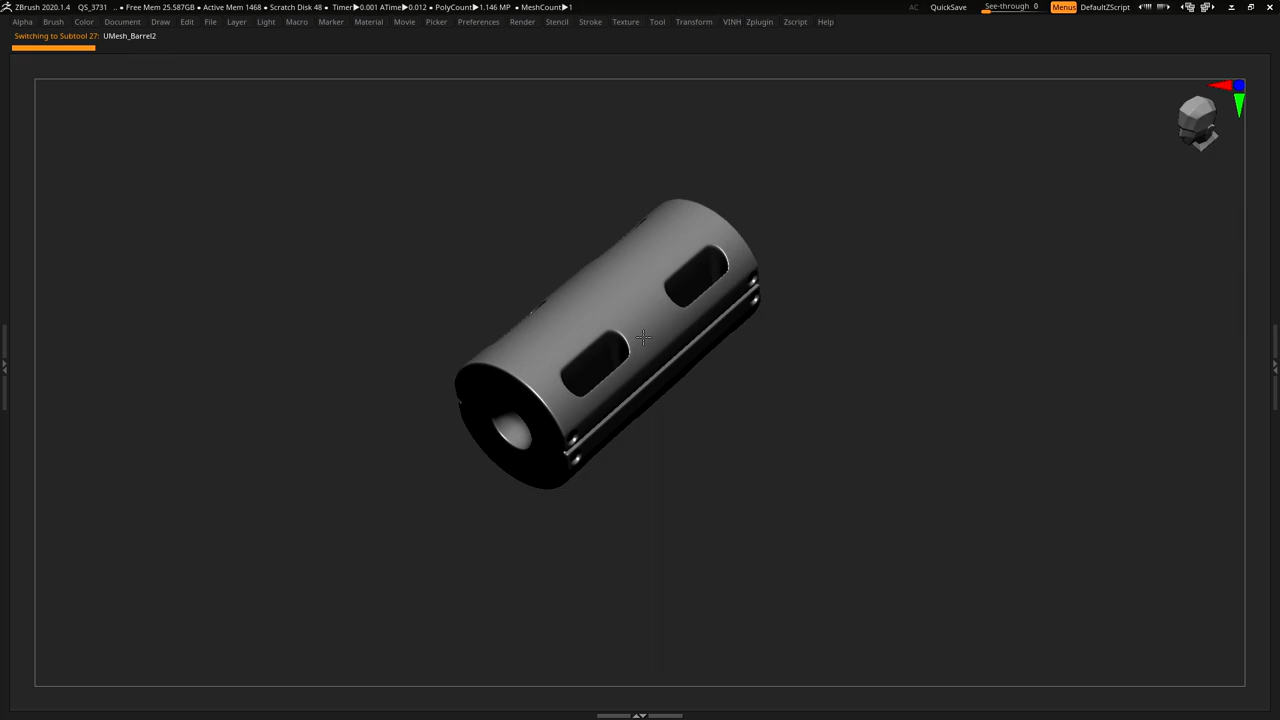 ZBrush 2020.1.4 QS_3731 .. • Free Mem 25.587GB • Active Mem 1468 • Scratch Disk 48 • Timer▶0.001 ATime▶0.012 • PolyCount▶1.146 MP • MeshCount▶1 AC QuickSave See-through 0 Menus DefaultZScript
Alpha Brush Color Document Draw Edit File Layer Light Macro Marker Material Movie Picker Preferences Render Stencil Stroke Texture Tool Transform VINH Zplugin Zscript Help
Switching to Subtool 27: UMesh_Barrel2